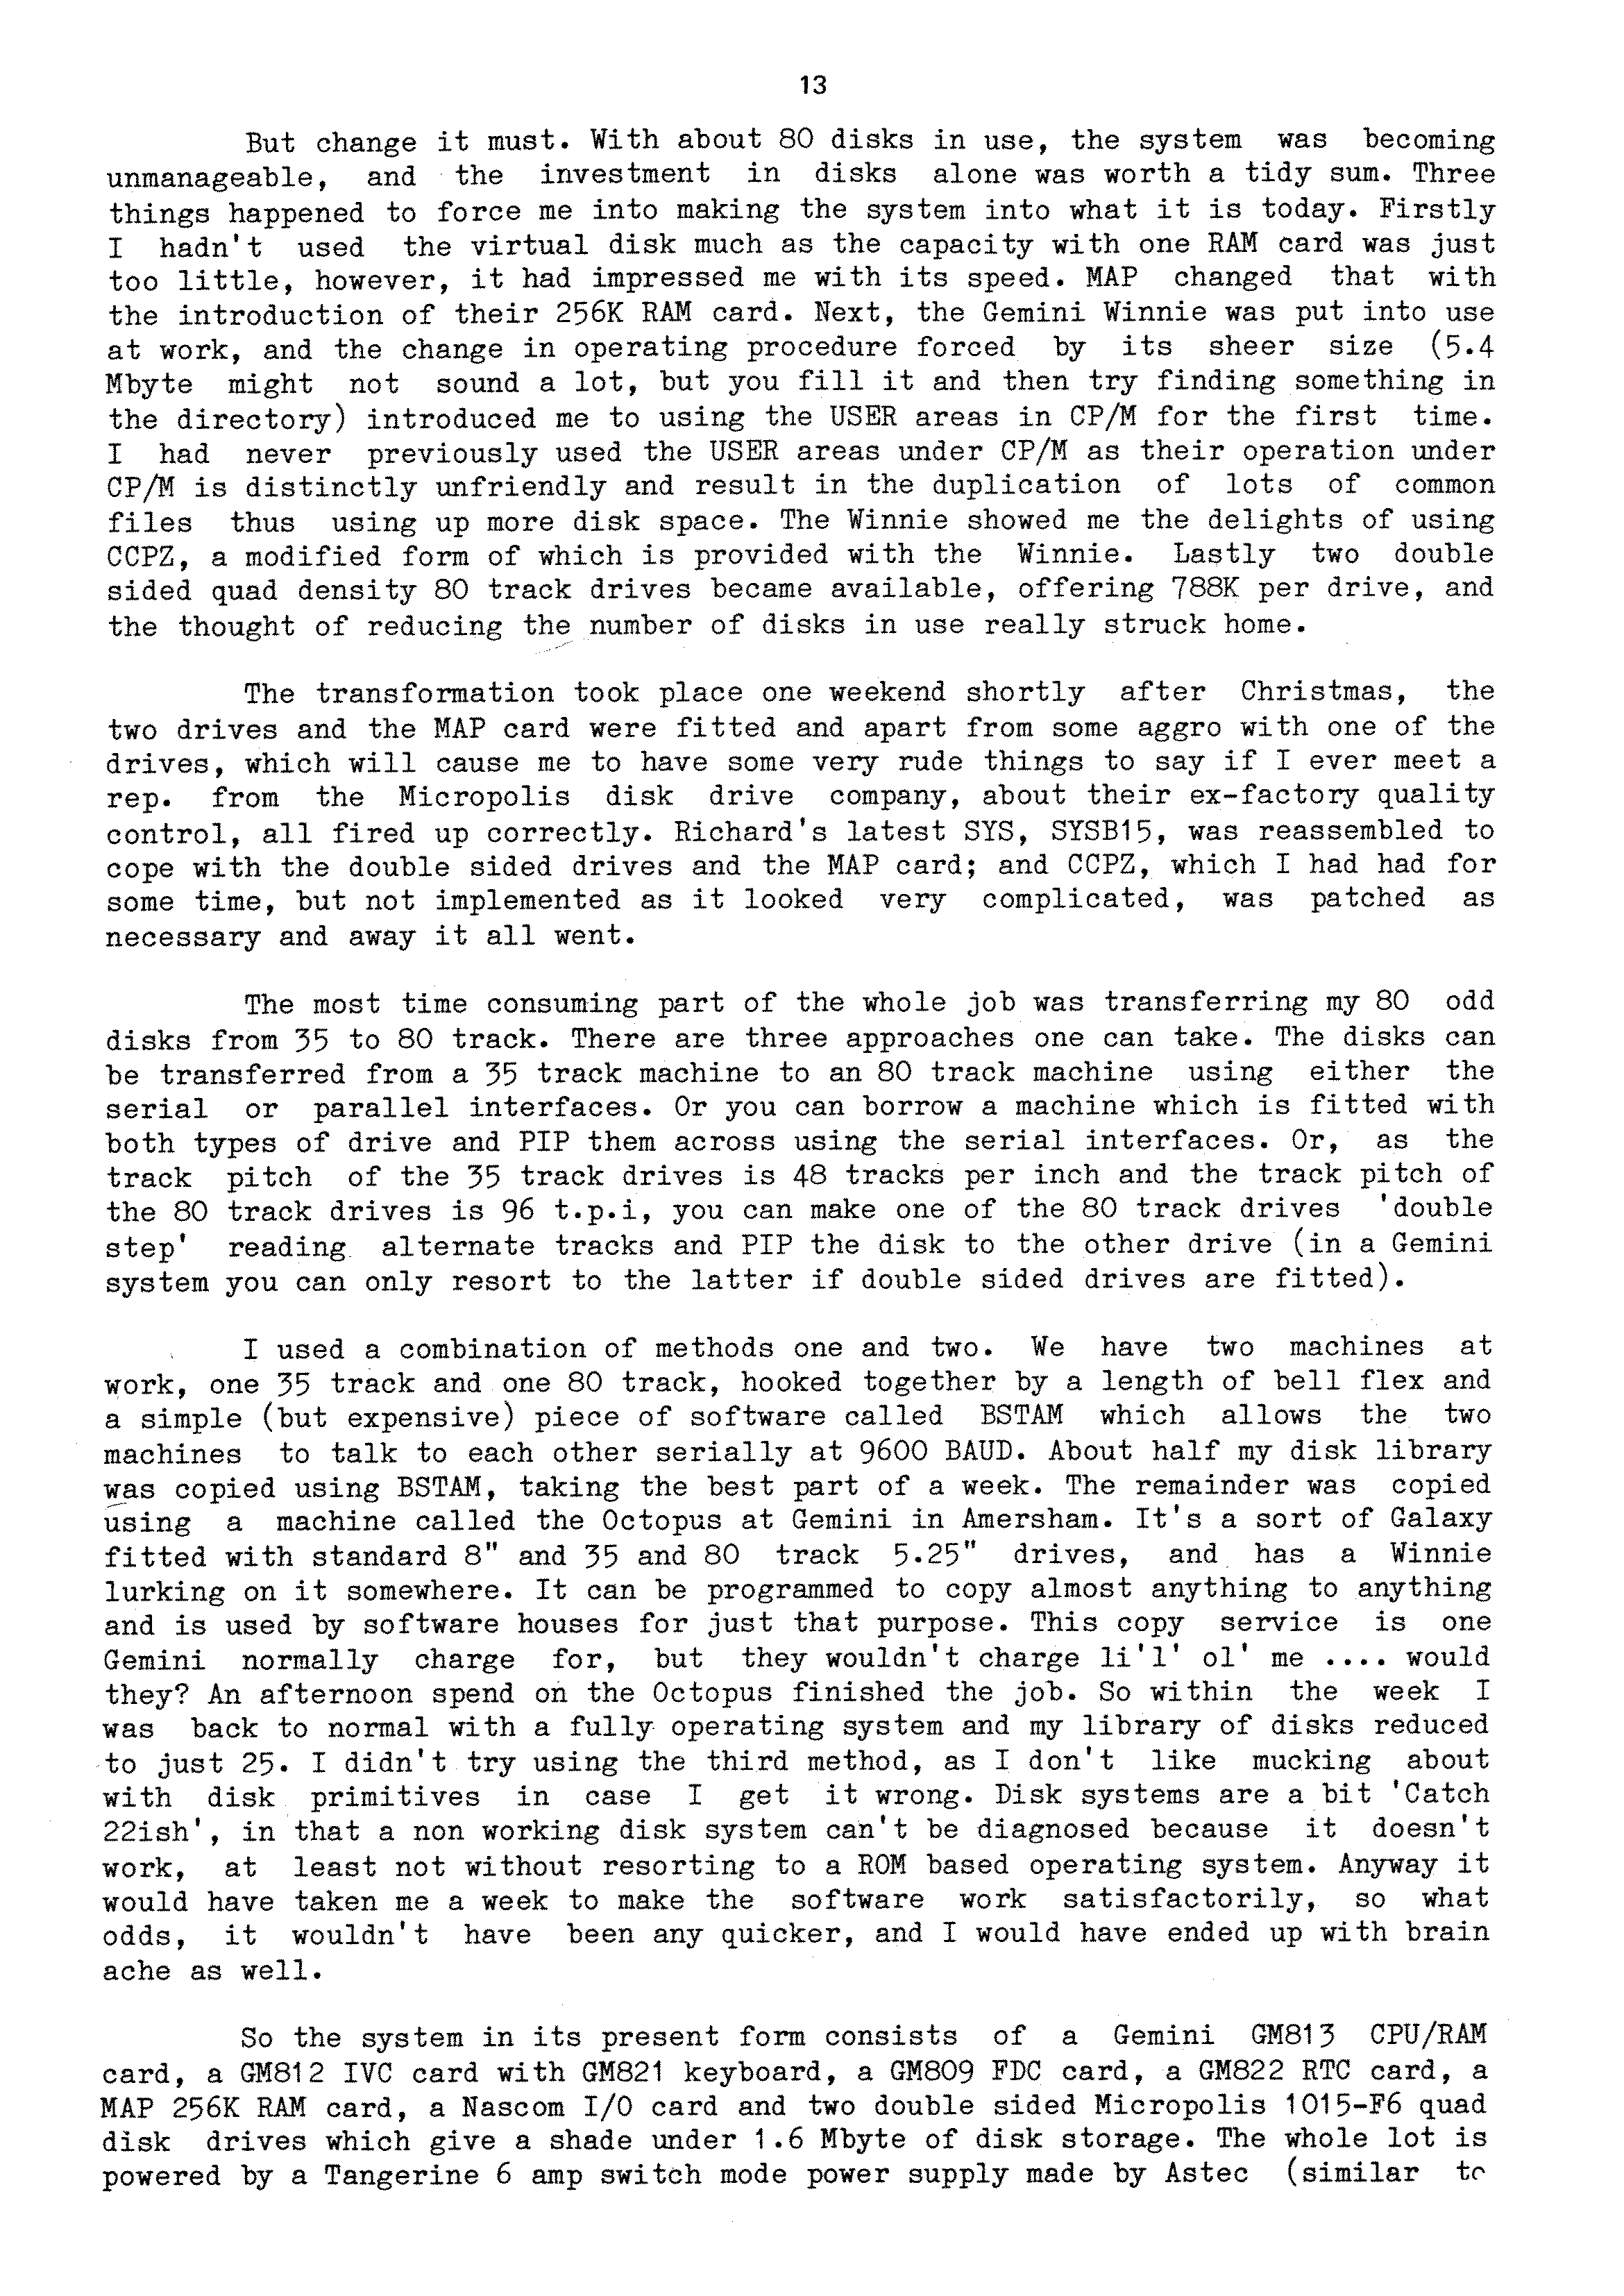 13
But change it must. With about 80 disks in use, the system was becoming
unmanageable, and the investment in disks alone was worth a tidy sum. Three
things happened to force me into making the system into what it is today. Firstly
I hadn't used the virtual disk much as the capacity with one RAM card was just
too little, however, it had impressed me with its speed. MAP changed that with
the introduction of their 256K RAM card. Next, the Gemini Winnie was put into use
at work, and the change in operating procedure forced by its sheer size (5.4
Mbyte might not sound a lot, but you fill it and then try finding something in
the directory) introduced me to using the USER areas in CP/M for the first time.
I had never previously used the USER areas under CP/M as their operation under
CP/M is distinctly unfriendly and result in the duplication of lots of common
files thus using up more disk space. The Winnie showed me the delights of using
CCPZ, a modified form of which is provided with the Winnie. Lastly two double
sided quad density 80 track drives became available, offering 788K per drive, and
the thought of reducing the number of disks in use really struck home.
The transformation took place one weekend shortly after Christmas, the
two drives and the MAP card were fitted and apart from some aggro with one of the
drives, which will cause me to have some very rude things to say if I ever meet a
rep. from the Micropolis disk drive company, about their ex-factory quality
control, all fired up correctly. Richard's latest SYS, SYSB15, was reassembled to
cope with the double sided drives and the MAP card; and CCPZ, which I had had for
some time, but not implemented as it looked very complicated, was patched as
necessary and away it all went.
The most time consuming part of the whole job was transferring my 80 odd
disks from 35 to 80 track. There are three approaches one can take. The disks can
be transferred from a 35 track machine to an 80 track machine using either the
serial or parallel interfaces. Or you can borrow a machine which is fitted with
both types of drive and PIP them across using the serial interfaces. Or, as the
track pitch of the 35 track drives is 48 tracks per inch and the track pitch of
the 80 track drives is 96 t.p.i, you can make one of the 80 track drives 'double
step' reading alternate tracks and PIP the disk to the other drive (in a Gemini
system you can only resort to the latter if double sided drives are fitted).
I used a combination of methods one and two. We have two machines at
work, one 35 track and one 80 track, hooked together by a length of bell flex and
a simple (but expensive) piece of software called BSTAM which allows the two
machines to talk to each other serially at 9600 BAUD. About half my disk library
was copied using BSTAM, taking the best part of a week. The remainder was copied
using a machine called the Octopus at Gemini in Amersham. It's a sort of Galaxy
fitted with standard 8" and 35 and 80 track 5.25" drives, and has a Winnie
lurking on it somewhere. It can be programmed to copy almost anything to anything
and is used by software houses for just that purpose. This copy service is one
Gemini normally charge for, but they wouldn't charge li'l' ol' me .... would
they? An afternoon spend on the Octopus finished the job. So within the week I
was back to normal with a fully operating system and my library of disks reduced
to just 25. I didn't try using the third method, as I don't like mucking about
with disk primitives in case I get it wrong. Disk systems are a bit 'Catch
22ish', in that a non working disk system can't be diagnosed because it doesn't
work, at least not without resorting to a ROM based operating system. Anyway it
would have taken me a week to make the software work satisfactorily, so what
odds, it wouldn't have been any quicker, and I would have ended up with brain
ache as well.
So the system in its present form consists of a Gemini GM813 CPU/RAM
card, a GM812 IVC card with GM821 keyboard, a GM809 FDC card, a GM822 RTC card, a
MAP 256K RAM card, a Nascom I/O card and two double sided Micropolis 1015-F6 quad
disk drives which give a shade under 1.6 Mbyte of disk storage. The whole lot is
powered by a Tangerine 6 amp switch mode power supply made by Astec (similar to